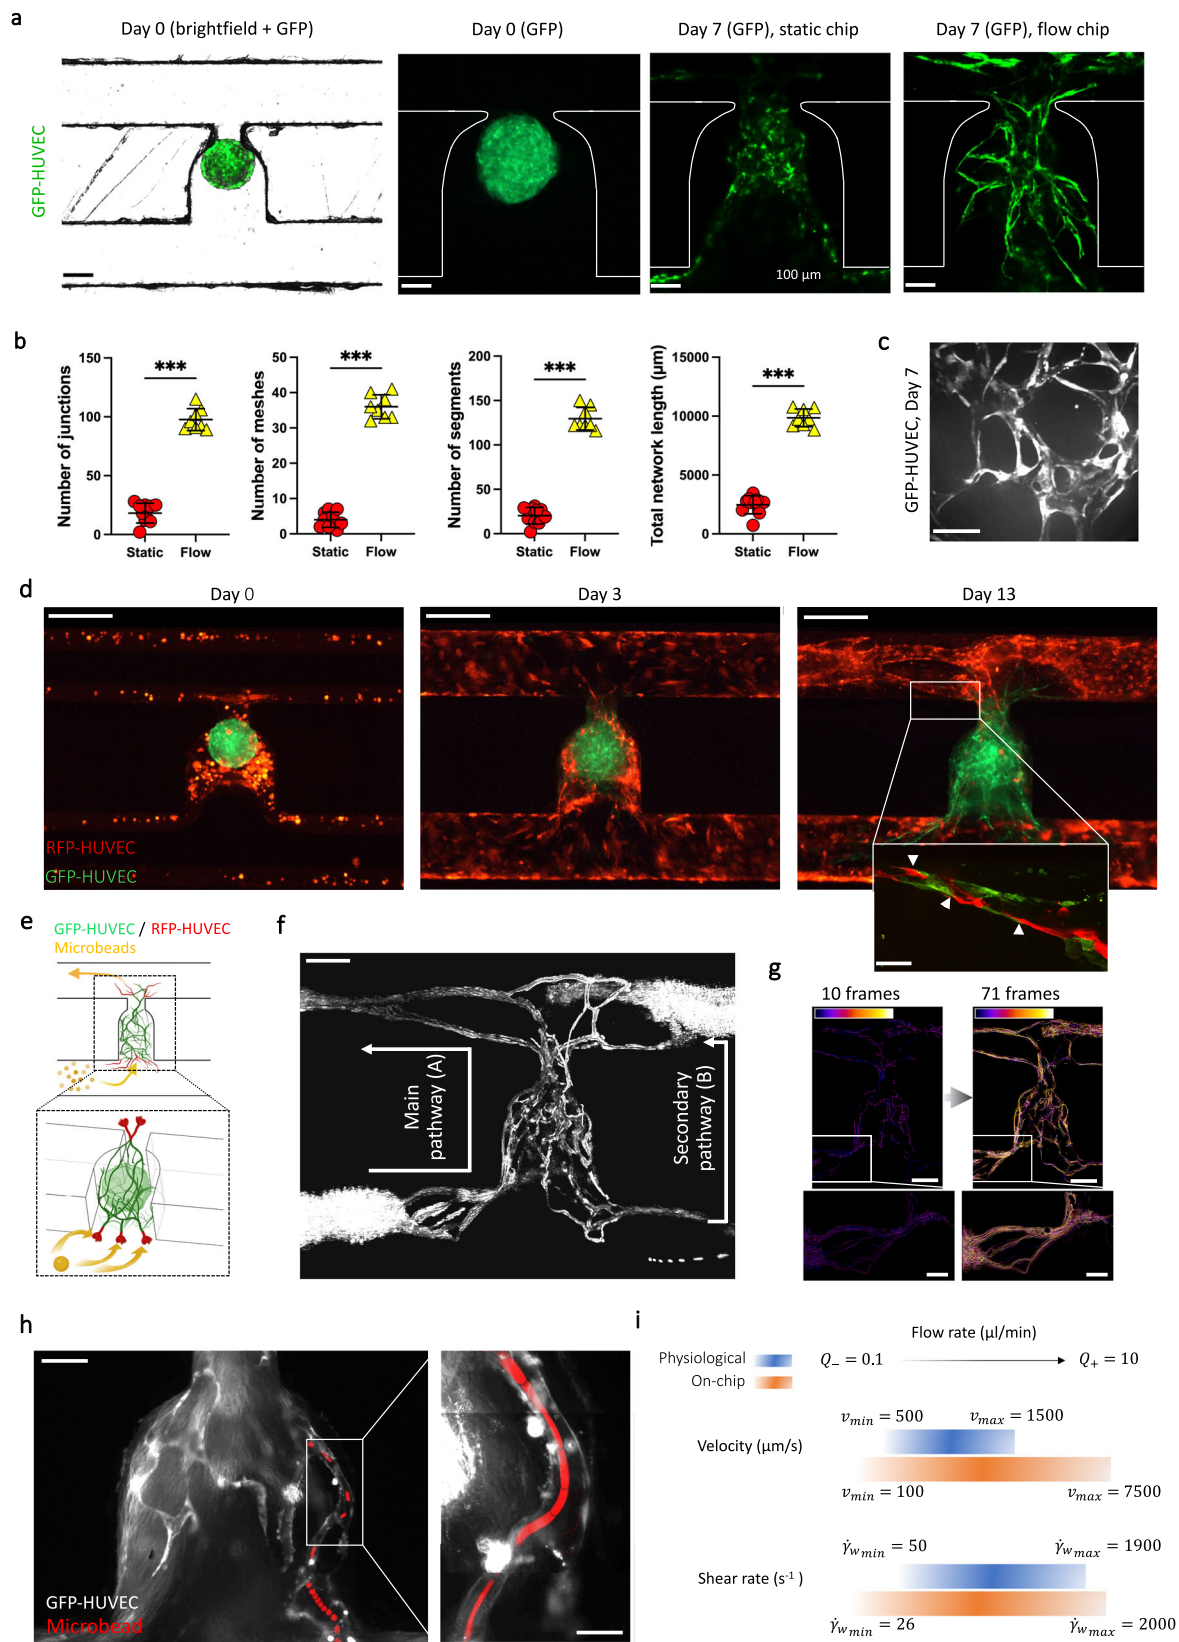 a
Day 0 (brightfield + GFP)
Day 0 (GFP)
Day 7 (GFP), static chip
Day 7 (GFP), flow chip
GFP-HUVEC
100 µm
b
Number of junctions
150
100
50
0
Static
Flow
***
Number of meshes
50
40
30
20
10
0
Static
Flow
***
Number of segments
200
150
100
50
0
Static
Flow
***
Total network length (µm)
15000
10000
5000
0
Static
Flow
***
c
GFP-HUVEC, Day 7
d
Day 0
Day 3
Day 13
RFP-HUVEC
GFP-HUVEC
e
GFP-HUVEC / RFP-HUVEC
Microbeads
f
Main
pathway (A)
Secondary
pathway (B)
g
10 frames
71 frames
h
GFP-HUVEC
Microbead
i
Flow rate (µl/min)
Physiological
On-chip
Q₋ = 0.1
Q₊ = 10
v_min = 500
v_max = 1500
Velocity (µm/s)
v_min = 100
v_max = 7500
γ̇_w_min = 50
γ̇_w_max = 1900
Shear rate (s⁻¹)
γ̇_w_min = 26
γ̇_w_max = 2000